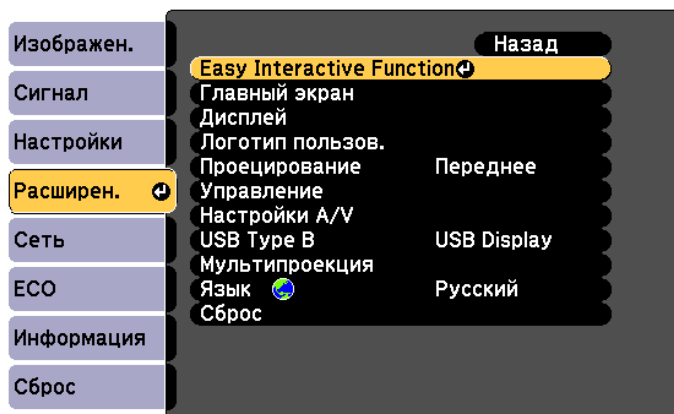 Изображен.
Сигнал
Настройки
Расширен.
Сеть
ECO
Информация
Сброс
Назад
Easy Interactive Function
Главный экран
Дисплей
Логотип пользов.
Проецирование Переднее
Управление
Настройки A/V
USB Type B USB Display
Мультипроекция
Язык Русский
Сброс